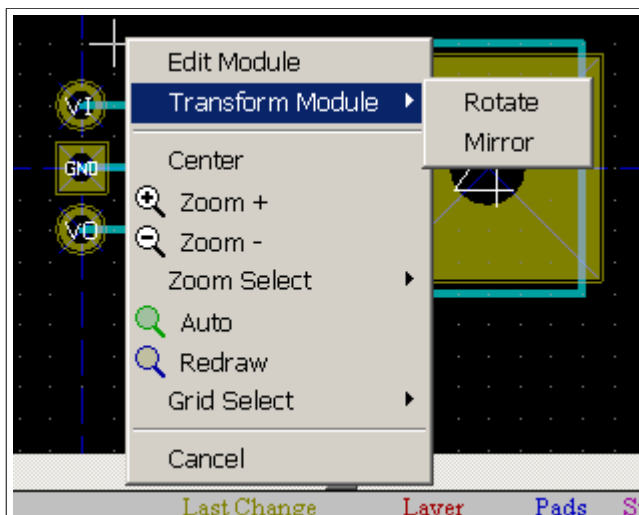 Edit Module
Transform Module
Rotate
Mirror
Center
Zoom +
Zoom -
Zoom Select
Auto
Redraw
Grid Select
Cancel
VI
GND
VO
Last Change Layer Pads